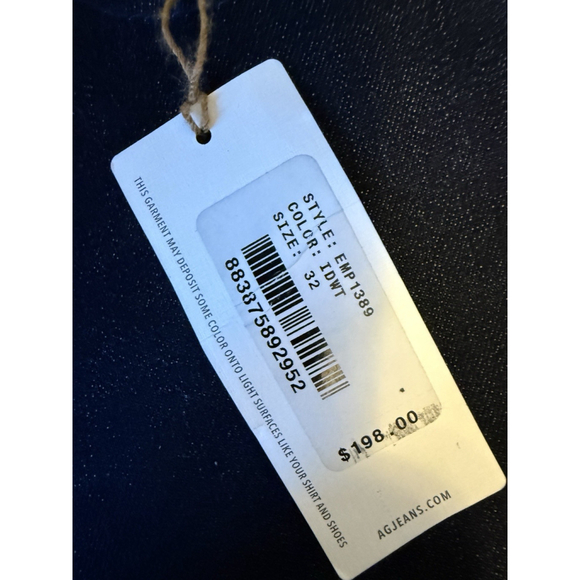 STYLE: EMP1389
COLOR: IDWT
SIZE: 32
883875892952
$198.00
THIS GARMENT MAY DEPOSIT SOME COLOR ONTO LIGHT SURFACES LIKE YOUR SHIRT AND SHOES
AGJEANS.COM